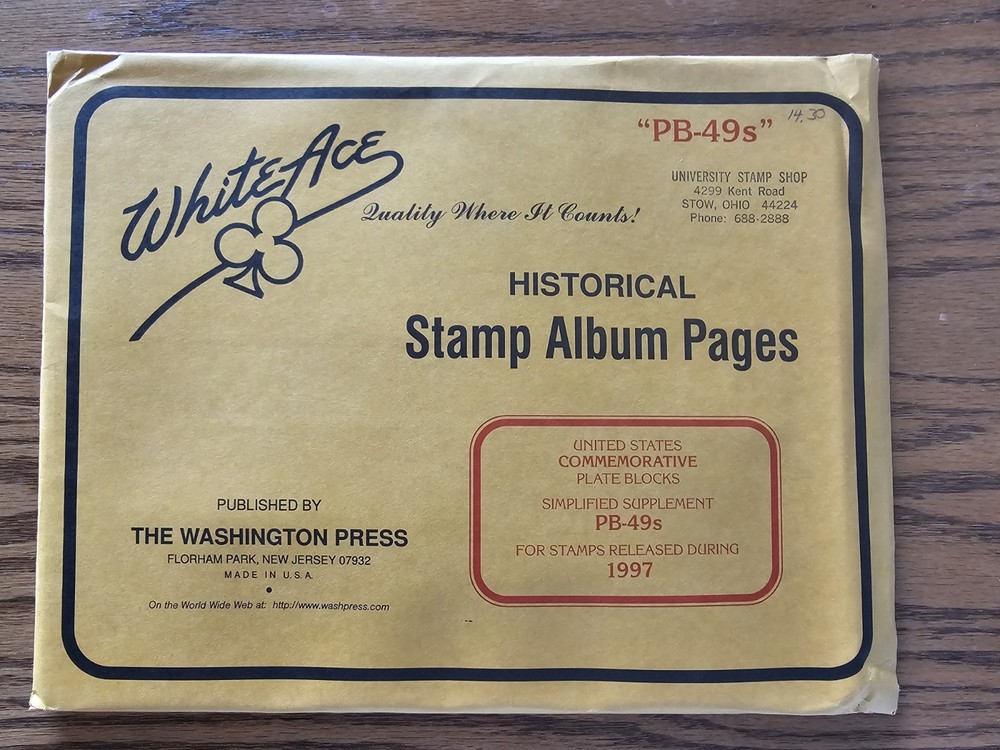 White Ace
Quality Where It Counts!
"PB-49s"
14.30
UNIVERSITY STAMP SHOP
4299 Kent Road
STOW, OHIO 44224
Phone: 688-2888
HISTORICAL
Stamp Album Pages
PUBLISHED BY
THE WASHINGTON PRESS
FLORHAM PARK, NEW JERSEY 07932
MADE IN U.S.A.
On the World Wide Web at: http://www.washpress.com
UNITED STATES
COMMEMORATIVE
PLATE BLOCKS
SIMPLIFIED SUPPLEMENT
PB-49s
FOR STAMPS RELEASED DURING
1997